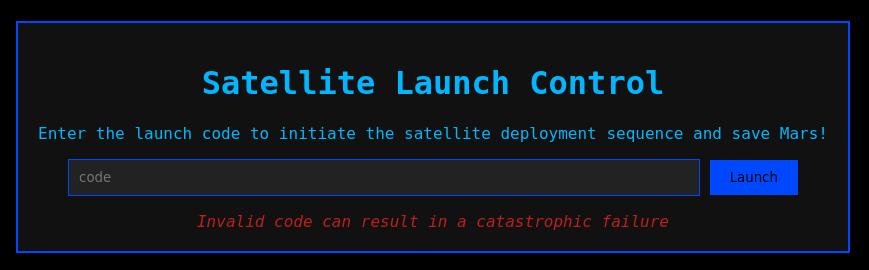 Satellite Launch Control
Enter the launch code to initiate the satellite deployment sequence and save Mars!
code
Launch
Invalid code can result in a catastrophic failure